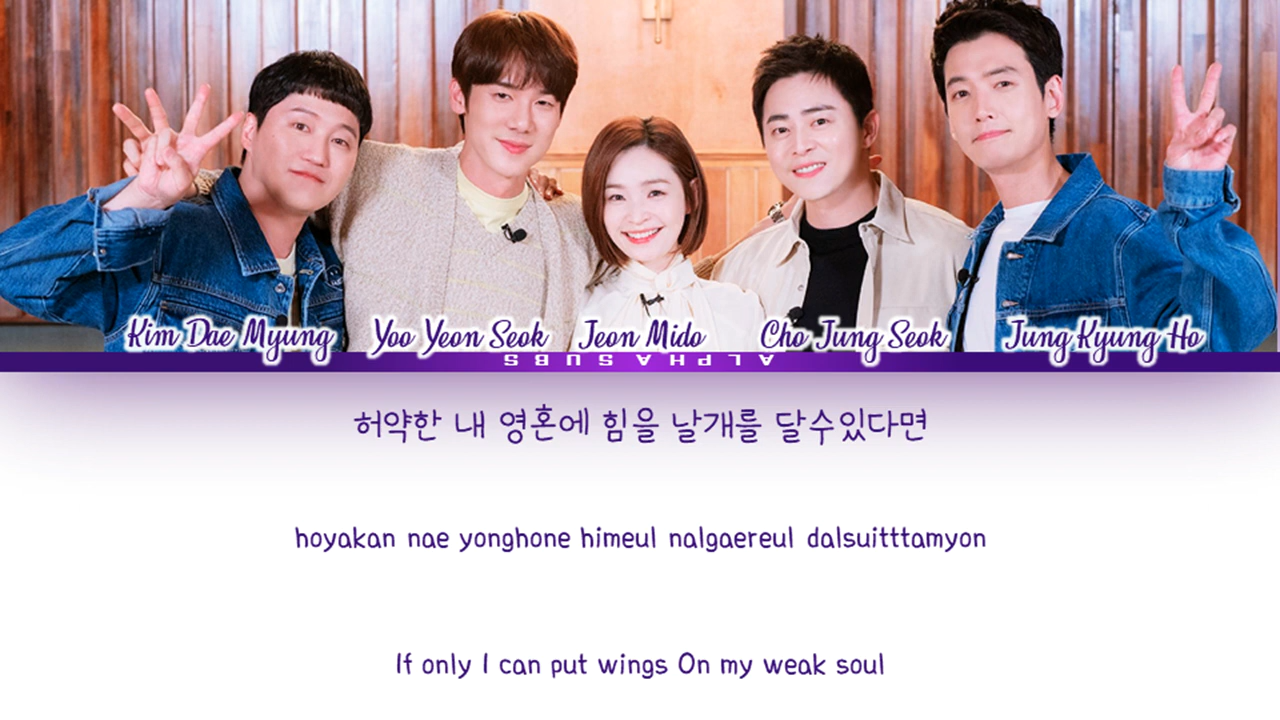 Kim Dae Myung Yoo Yeon Seok Jeon Mido Cho Jung Seok Jung Kyung Ho
ALPHASUBS
허약한 내 영혼에 힘을 날개를 달수있다면
hoyakan nae yonghone himeul nalgaereul dalsuitttamyon
If only I can put wings On my weak soul